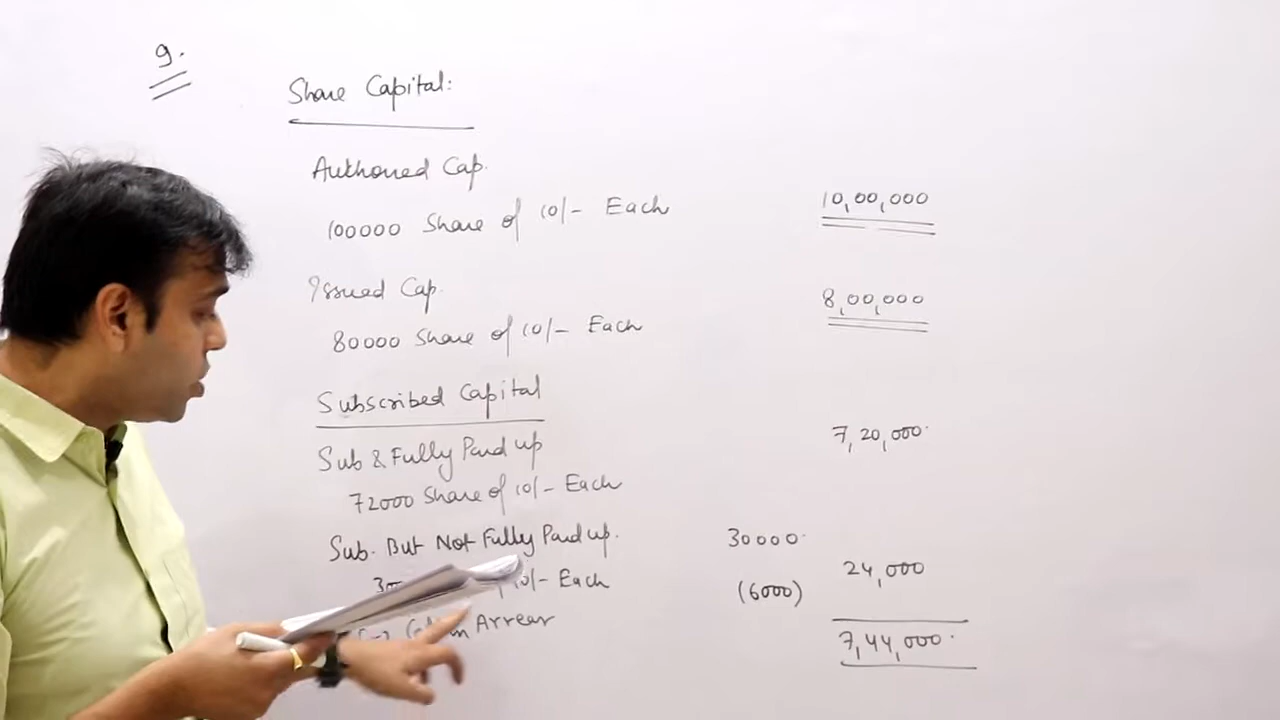 9.
Share Capital:
Authorised Cap.
100000 Share of 10/- Each 10,00,000
Issued Cap.
80000 Share of 10/- Each 8,00,000
Subscribed Capital
Sub & Fully Paid up 7,20,000.
72000 Share of 10/- Each
Sub. But Not Fully Paid up. 30000.
10/- Each 24,000
Arrear (6000)
7,44,000.